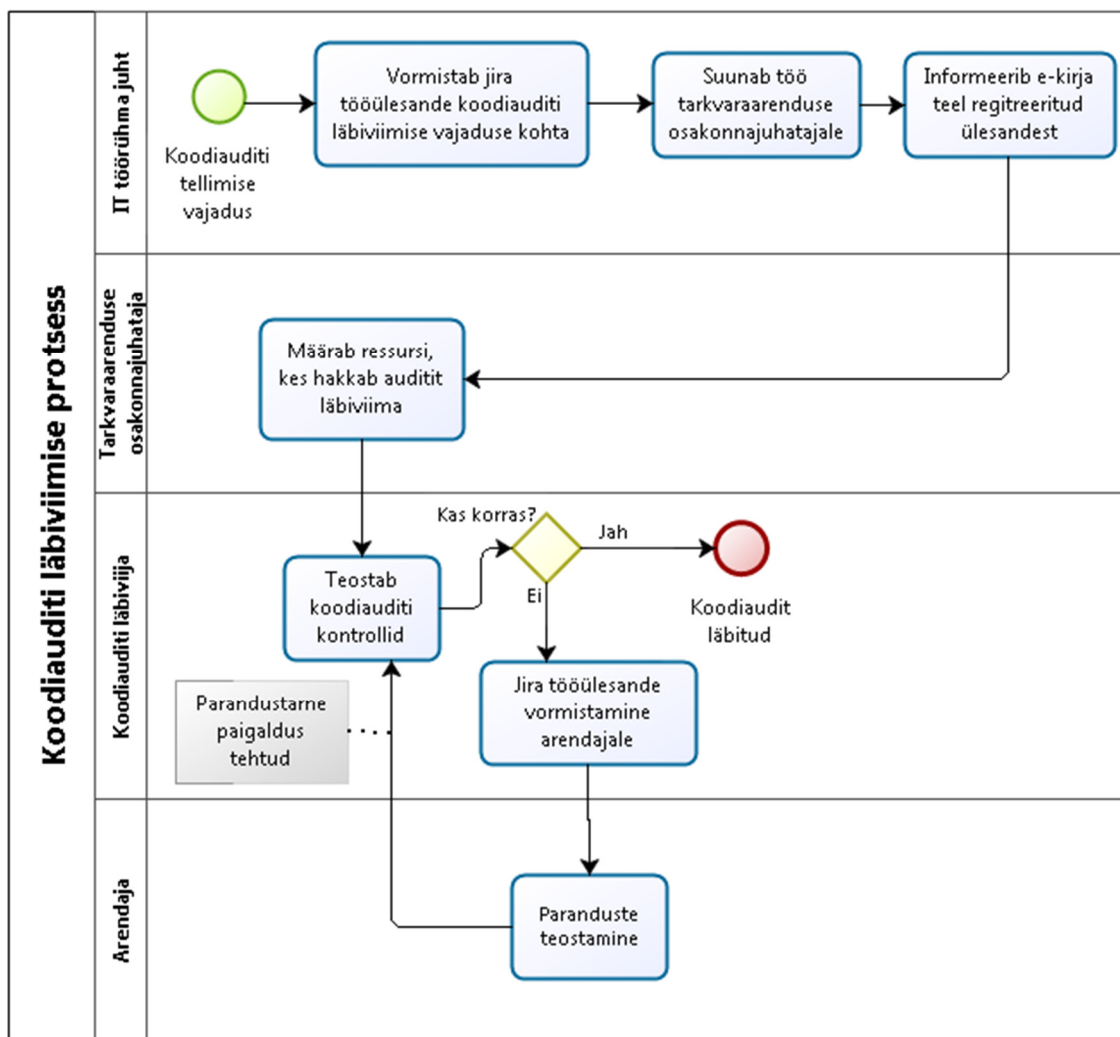 Koodiauditi läbiviimise protsess
IT töörühma juht
Koodiauditi
tellimise
vajadus
Vormistab jira
tööülesande koodiauditi
läbiviimise vajaduse kohta
Suunab töö
tarkvaraarenduse
osakonnajuhatajale
Informeerib e-kirja
teel regitreeritud
ülesandest
Tarkvaraarenduse
osakonnajuhataja
Määrab ressursi,
kes hakkab auditit
läbiviima
Koodiauditi läbiviija
Teostab
koodiauditi
kontrollid
Kas korras?
Jah
Ei
Koodiaudit
läbitud
Jira tööülesande
vormistamine
arendajale
Parandustarne
paigaldus
tehtud
Arendaja
Paranduste
teostamine